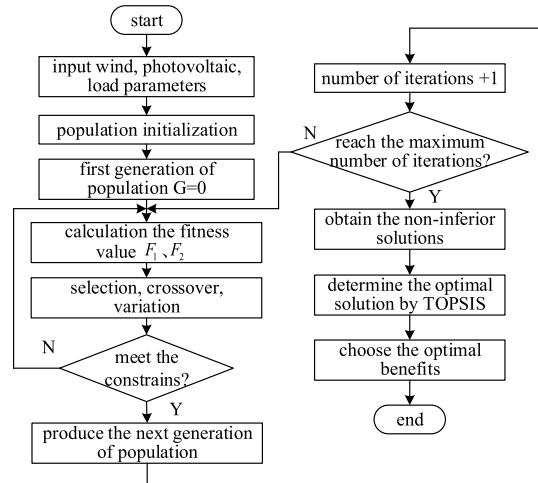 start
input wind, photovoltaic,
load parameters
population initialization
first generation of
population G=0
calculation the fitness
value F₁、F₂
selection, crossover,
variation
N
meet the
constrains?
Y
produce the next generation
of population
number of iterations +1
N
reach the maximum
number of iterations?
Y
obtain the non-inferior
solutions
determine the optimal
solution by TOPSIS
choose the optimal
benefits
end